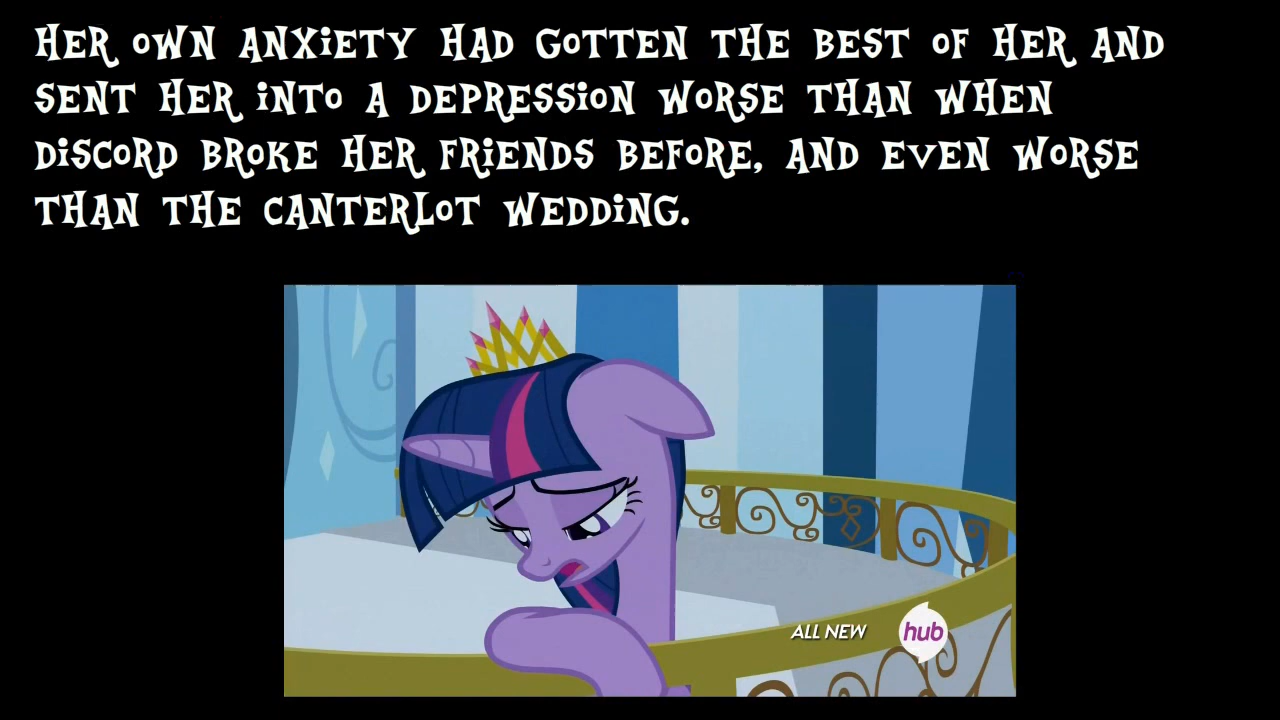 HER OWN ANXiETY HAD GoTTEN THE BEST oF HER AND
SENT HER iNTo A DEPRESSioN WoRSE THAN WHEN
DiSCoRD BRoKE HER FRiENDS BEFoRE, AND EVEN WoRSE
THAN THE CANTERLoT WEDDiNG.
ALL NEW hub